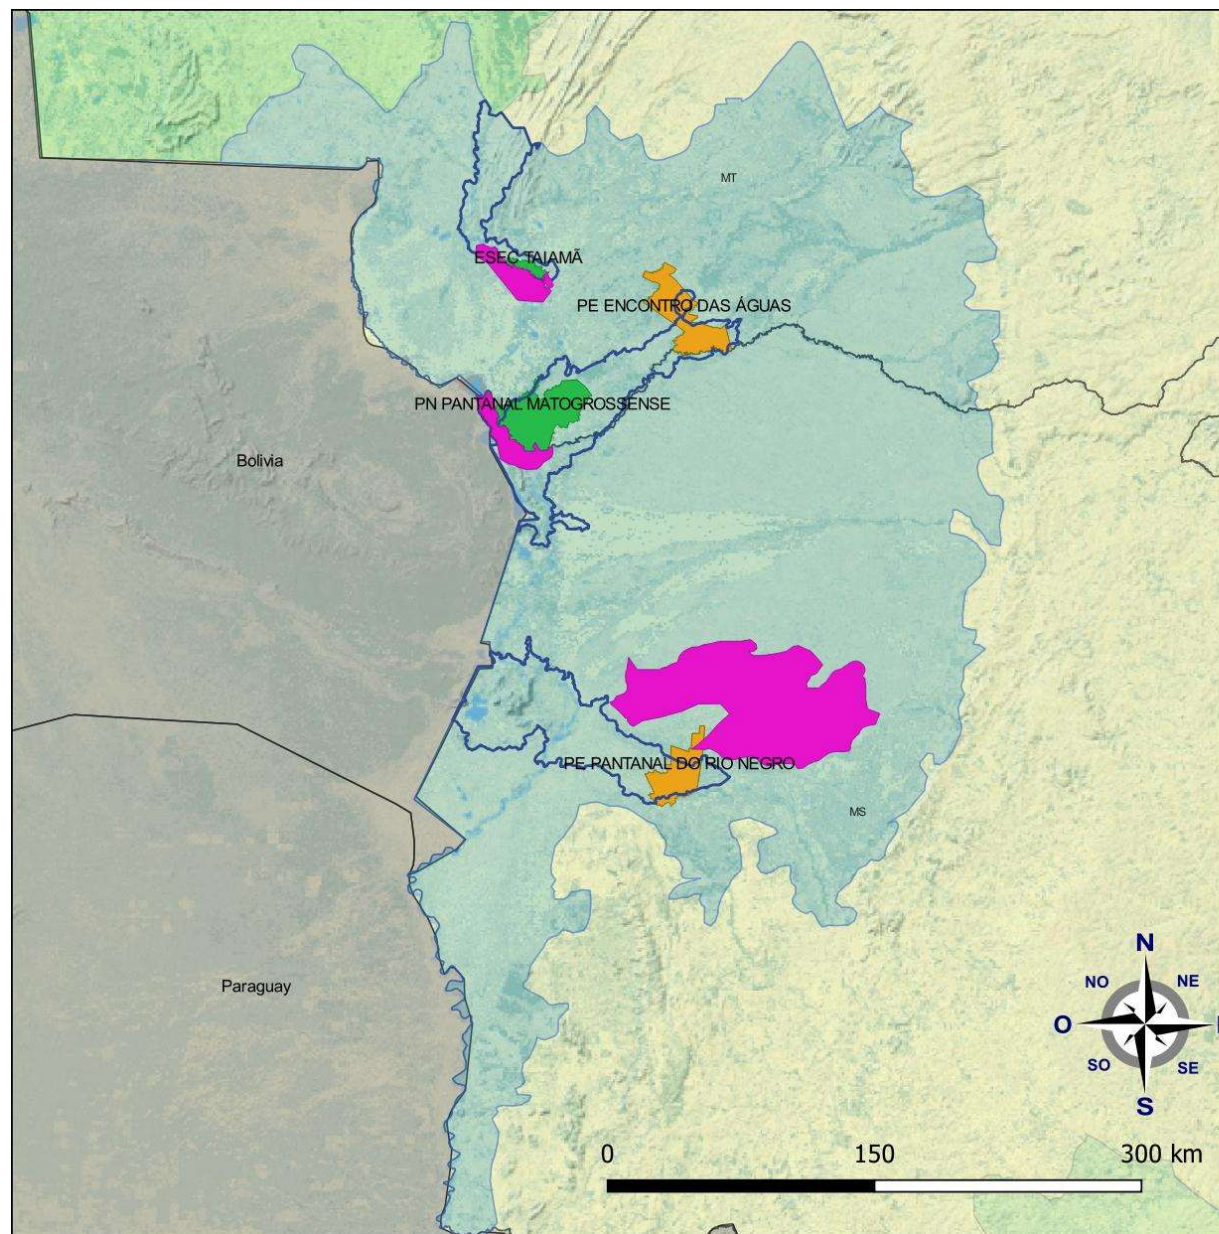 MT
ESEC TAIAMÃ
PE ENCONTRO DAS ÁGUAS
PN PANTANAL MATOGROSSENSE
Bolivia
PE PANTANAL DO RIO NEGRO
MS
Paraguay
N
NO
NE
O
SO
SE
S
0
150
300 km